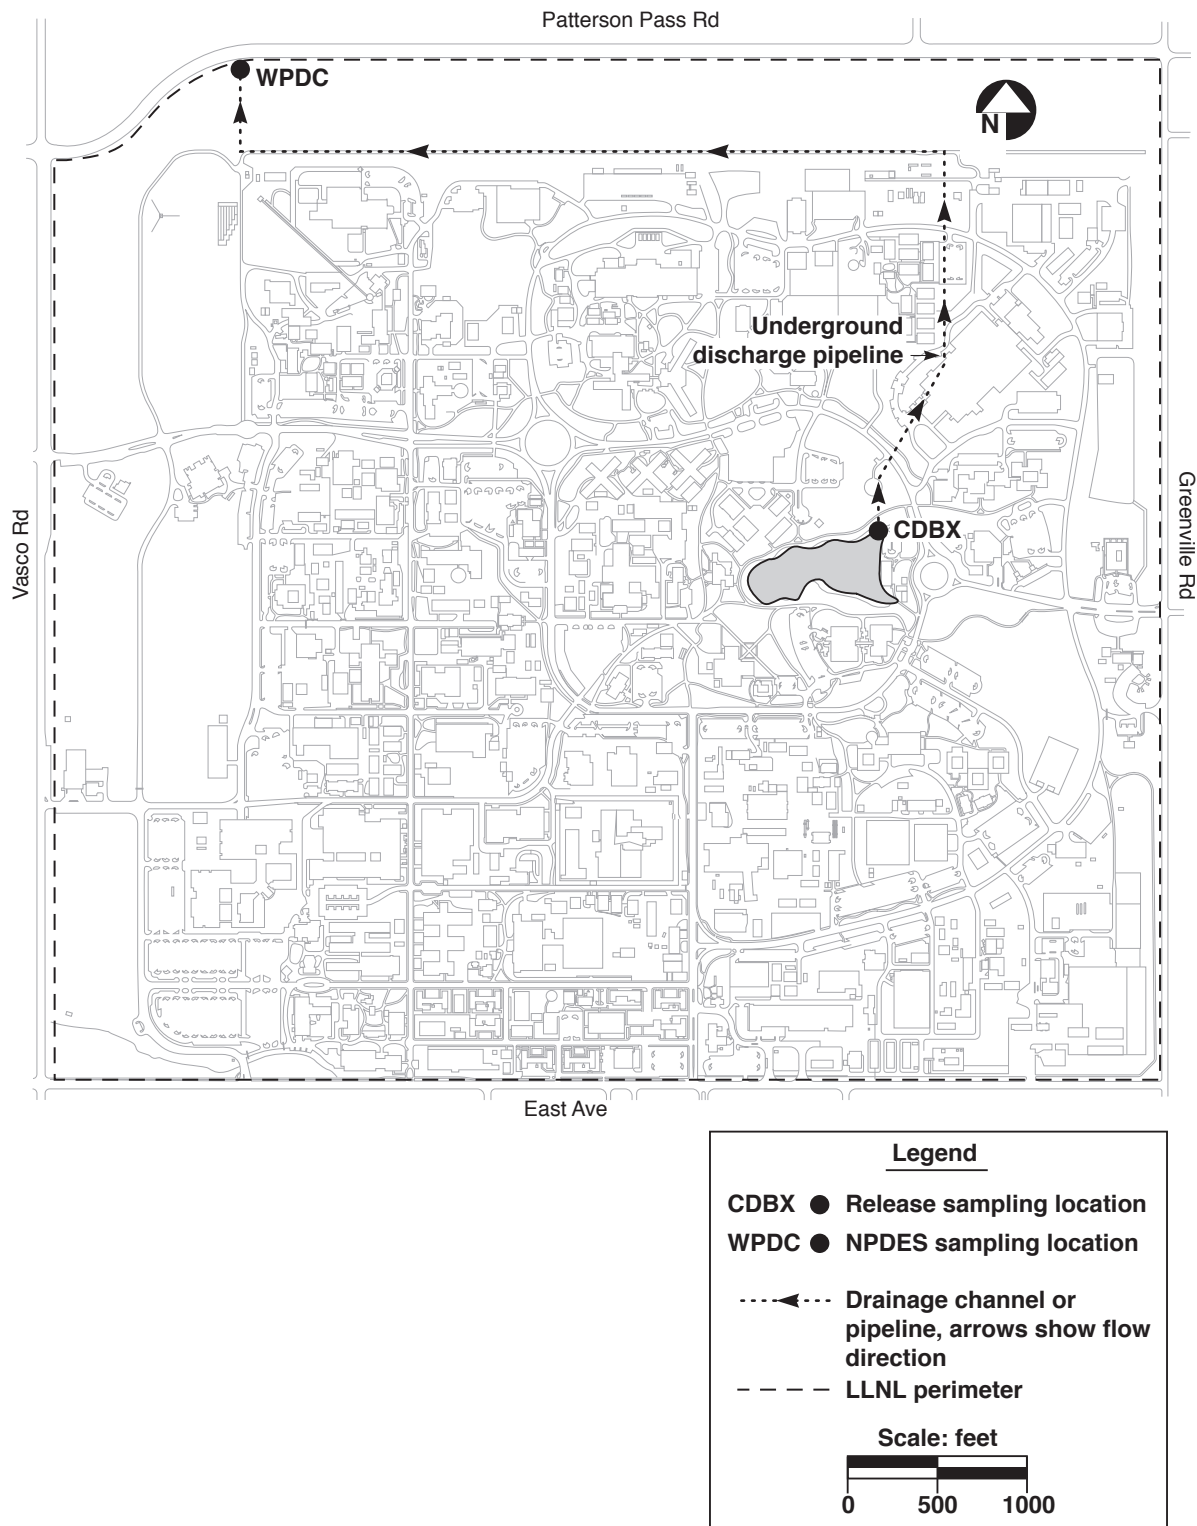 Patterson Pass Rd
WPDC
N
Underground
discharge pipeline
CDBX
Vasco Rd
Greenville Rd
East Ave
Legend
CDBX Release sampling location
WPDC NPDES sampling location
Drainage channel or
pipeline, arrows show flow
direction
LLNL perimeter
Scale: feet
0 500 1000